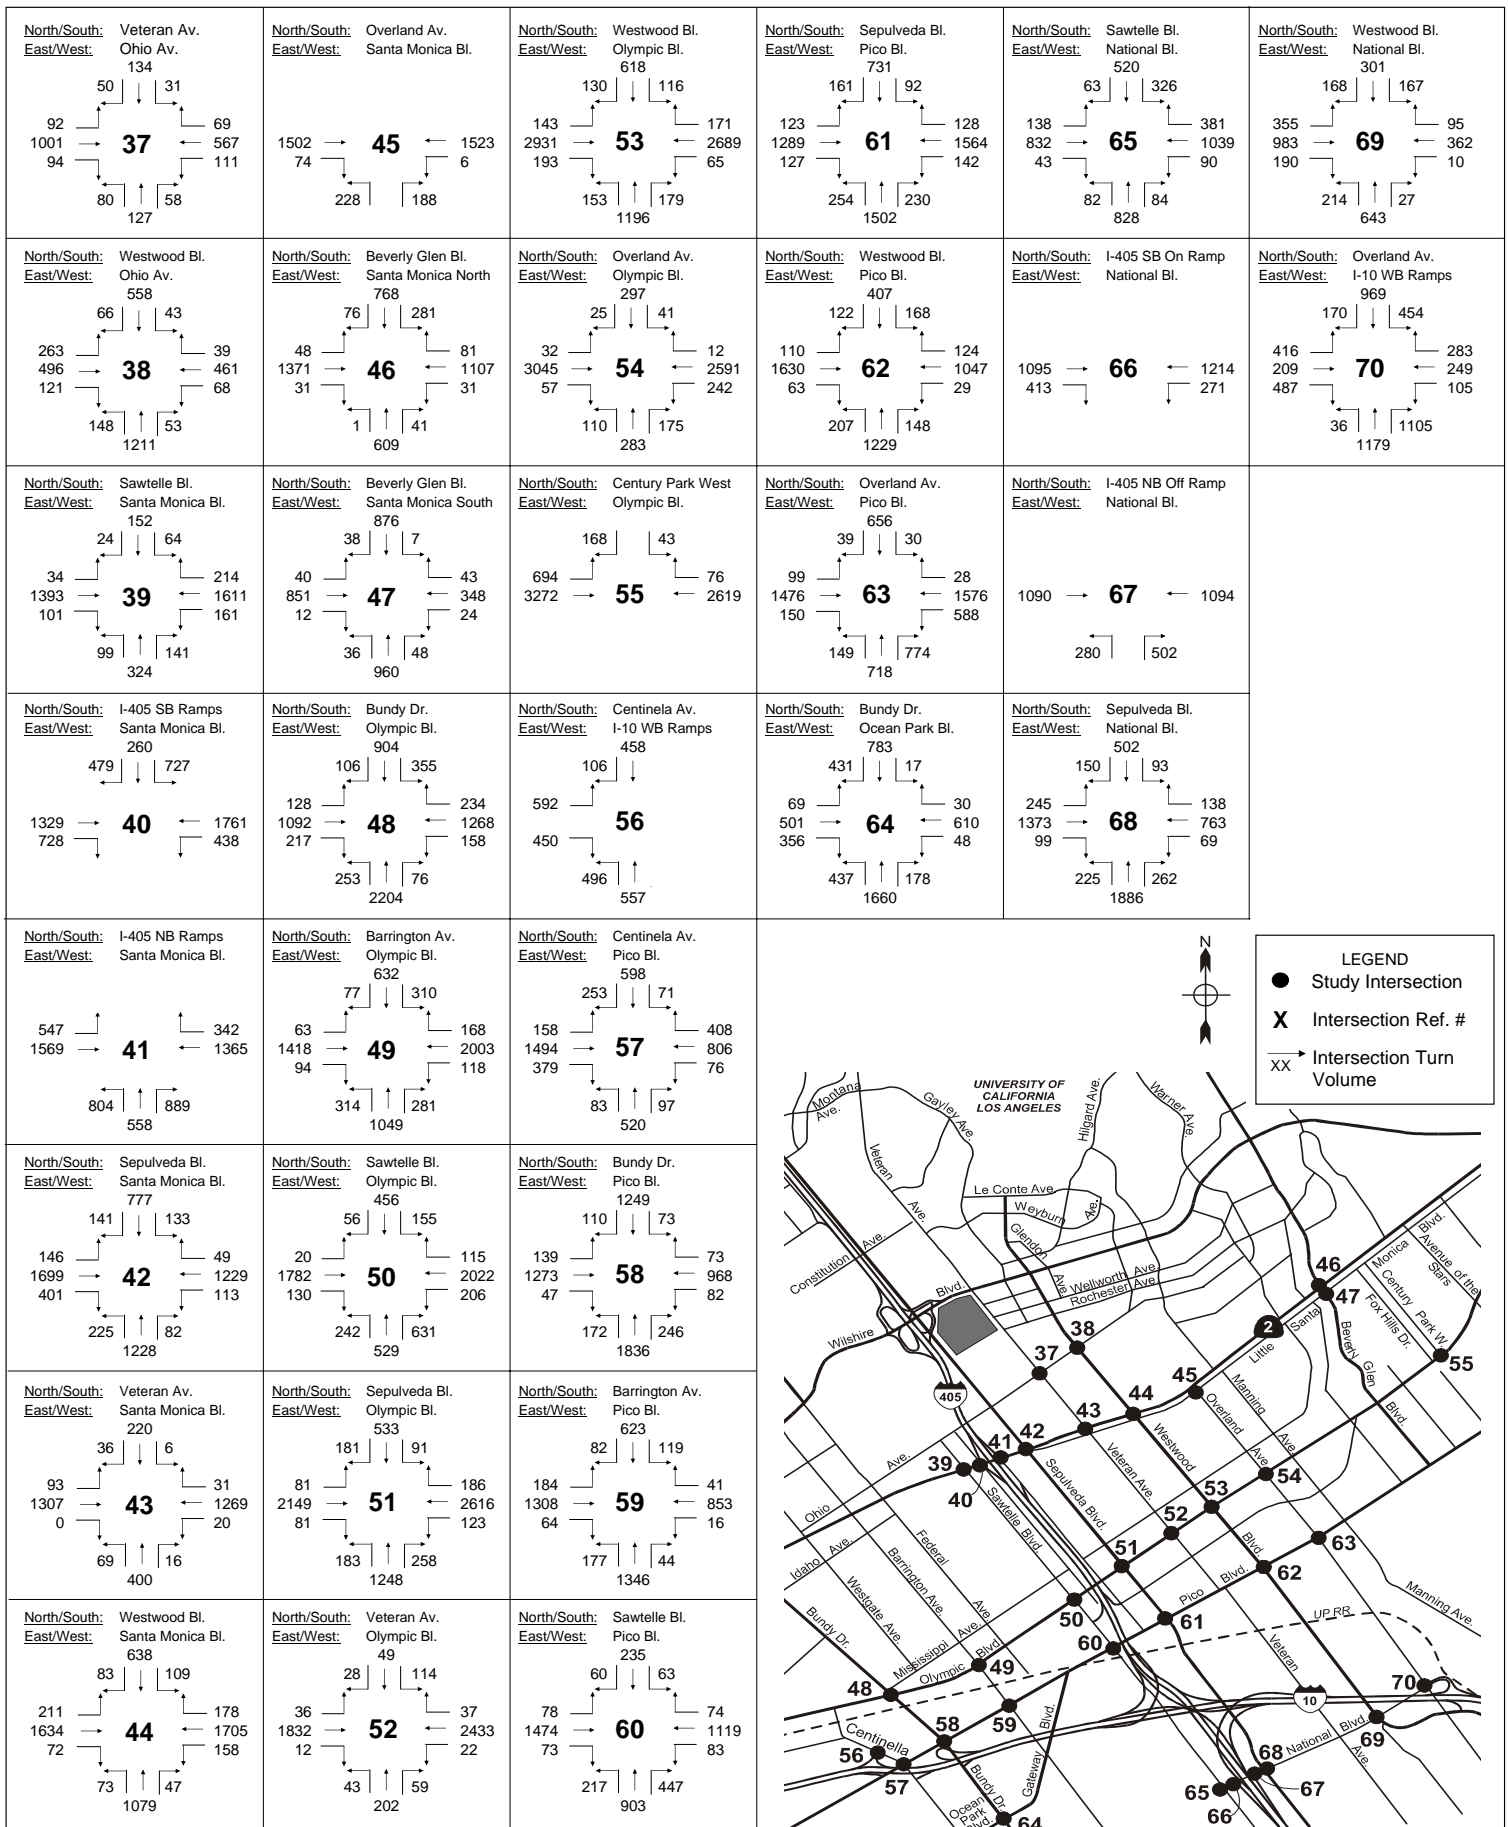 North/South: Veteran Av.
East/West: Ohio Av.
134
50 31
92 69
1001 37 567
94 111
80 58
127
North/South: Overland Av.
East/West: Santa Monica Bl.
1502 45 1523
74 6
228 188
North/South: Westwood Bl.
East/West: Olympic Bl.
618
130 116
143 171
2931 53 2689
193 65
153 179
1196
North/South: Sepulveda Bl.
East/West: Pico Bl.
731
161 92
123 128
1289 61 1564
127 142
254 230
1502
North/South: Sawtelle Bl.
East/West: National Bl.
520
63 326
138 381
832 65 1039
43 90
82 84
828
North/South: Westwood Bl.
East/West: National Bl.
301
168 167
355 95
983 69 362
190 10
214 27
643
North/South: Westwood Bl.
East/West: Ohio Av.
558
66 43
263 39
496 38 461
121 68
148 53
1211
North/South: Beverly Glen Bl.
East/West: Santa Monica North
768
76 281
48 81
1371 46 1107
31 31
1 41
609
North/South: Overland Av.
East/West: Olympic Bl.
297
25 41
32 12
3045 54 2591
57 242
110 175
283
North/South: Westwood Bl.
East/West: Pico Bl.
407
122 168
110 124
1630 62 1047
63 29
207 148
1229
North/South: I-405 SB On Ramp
East/West: National Bl.
1095 66 1214
413 271
North/South: Overland Av.
East/West: I-10 WB Ramps
969
170 454
416 283
209 70 249
487 105
36 1105
1179
North/South: Sawtelle Bl.
East/West: Santa Monica Bl.
152
24 64
34 214
1393 39 1611
101 161
99 141
324
North/South: Beverly Glen Bl.
East/West: Santa Monica South
876
38 7
40 43
851 47 348
12 24
36 48
960
North/South: Century Park West
East/West: Olympic Bl.
168 43
694 76
3272 55 2619
North/South: Overland Av.
East/West: Pico Bl.
656
39 30
99 28
1476 63 1576
150 588
149 774
718
North/South: I-405 NB Off Ramp
East/West: National Bl.
1090 67 1094
280 502
North/South: I-405 SB Ramps
East/West: Santa Monica Bl.
260
479 727
1329 40 1761
728 438
North/South: Bundy Dr.
East/West: Olympic Bl.
904
106 355
128 234
1092 48 1268
217 158
253 76
2204
North/South: Centinela Av.
East/West: I-10 WB Ramps
458
106
592
56
450
496
557
North/South: Bundy Dr.
East/West: Ocean Park Bl.
783
431 17
69 30
501 64 610
356 48
437 178
1660
North/South: Sepulveda Bl.
East/West: National Bl.
502
150 93
245 138
1373 68 763
99 69
225 262
1886
North/South: I-405 NB Ramps
East/West: Santa Monica Bl.
547 342
1569 41 1365
804 889
558
North/South: Barrington Av.
East/West: Olympic Bl.
632
77 310
63 168
1418 49 2003
94 118
314 281
1049
North/South: Centinela Av.
East/West: Pico Bl.
598
253 71
158 408
1494 57 806
379 76
83 97
520
North/South: Sepulveda Bl.
East/West: Santa Monica Bl.
777
141 133
146 49
1699 42 1229
401 113
225 82
1228
North/South: Sawtelle Bl.
East/West: Olympic Bl.
456
56 155
20 115
1782 50 2022
130 206
242 631
529
North/South: Bundy Dr.
East/West: Pico Bl.
1249
110 73
139 73
1273 58 968
47 82
172 246
1836
North/South: Veteran Av.
East/West: Santa Monica Bl.
220
36 6
93 31
1307 43 1269
0 20
69 16
400
North/South: Sepulveda Bl.
East/West: Olympic Bl.
533
181 91
81 186
2149 51 2616
81 123
183 258
1248
North/South: Barrington Av.
East/West: Pico Bl.
623
82 119
184 41
1308 59 853
64 16
177 44
1346
North/South: Westwood Bl.
East/West: Santa Monica Bl.
638
83 109
211 178
1634 44 1705
72 158
73 47
1079
North/South: Veteran Av.
East/West: Olympic Bl.
49
28 114
36 37
1832 52 2433
12 22
43 59
202
North/South: Sawtelle Bl.
East/West: Pico Bl.
235
60 63
78 74
1474 60 1119
73 83
217 447
903
N
LEGEND
Study Intersection
X Intersection Ref. #
XX Intersection Turn
Volume
UNIVERSITY OF
CALIFORNIA
LOS ANGELES
Montana
Ave.
Gayley Ave.
Hilgard Ave.
Warner Ave.
Veteran
Ave.
Le Conte Ave.
Weyburn
Ave.
Glendon
Ave.
Constitution Ave.
Wellworth Ave.
Rochester Ave.
Wilshire
Blvd.
Monica
Blvd.
Avenue of the
Stars
Century
Park W.
Fox Hills Dr.
Santa
Little
2
Beverly
Glen
Blvd.
46
47
55
38
37
45
44
43
42
41
39
40
405
Overland
Ave.
Manning
Ave.
Westwood
Blvd.
Veteran Ave.
Sepulveda Blvd.
Sawtelle Blvd.
Ohio
Ave.
Idaho Ave.
Federal
Ave.
Barrington Ave.
Westgate Ave.
Bundy Dr.
Mississippi Ave.
Olympic Blvd.
54
53
52
51
50
49
48
63
62
61
60
Pico Blvd.
Manning Ave.
UP RR
Veteran
Ave.
10
70
69
National Blvd.
59
58
57
56
Centinella
Bundy Dr.
Gateway Blvd.
Ocean
Park
Blvd.
64
65
66
67
68